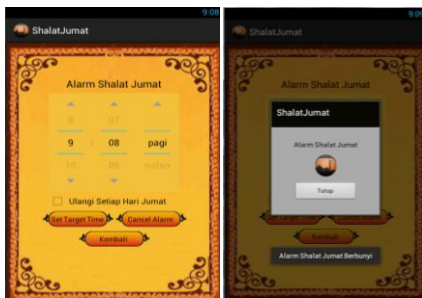 9:08
ShalatJumat
Alarm Shalat Jumat
8 07
9 : 08 pagi
10 09 malam
Ulangi Setiap Hari Jumat
Set Target Time Cancel Alarm
Kembali
9:09
ShalatJumat
Alarm Shalat Jumat
ShalatJumat
Alarm Shalat Jumat
Tutup
Kembali
Alarm Shalat Jumat Berbunyi